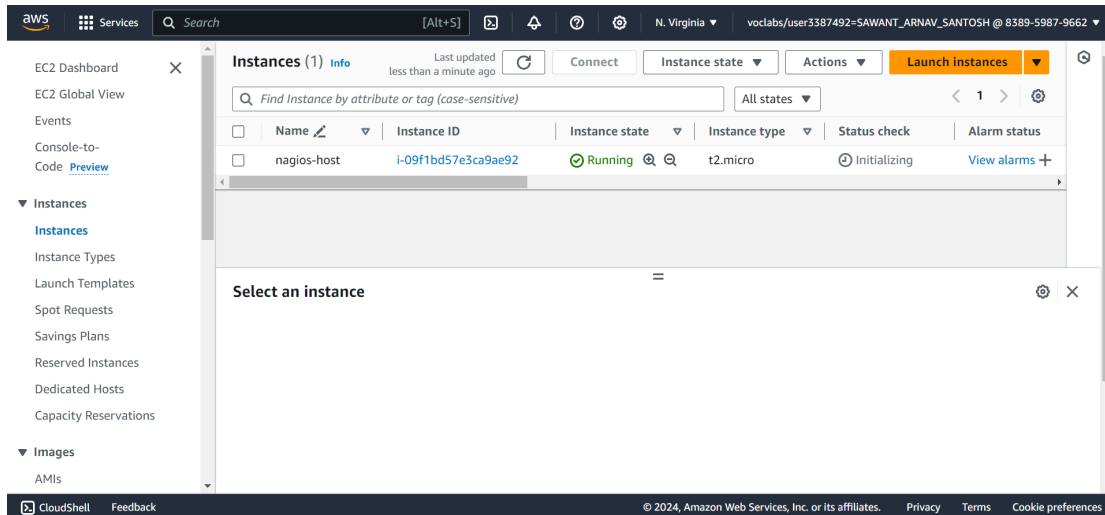 aws Services Search [Alt+S] N. Virginia ▼ voclabs/user3387492=SAWANT_ARNAV_SANTOSH @ 8389-5987-9662 ▼
EC2 Dashboard
EC2 Global View
Events
Console-to-
Code Preview
Instances
Instances
Instance Types
Launch Templates
Spot Requests
Savings Plans
Reserved Instances
Dedicated Hosts
Capacity Reservations
Images
AMIs
Instances (1) Info
Last updated
less than a minute ago
Connect Instance state ▼ Actions ▼ Launch instances ▼
Find Instance by attribute or tag (case-sensitive) All states ▼ < 1 >
Name Instance ID Instance state Instance type Status check Alarm status
nagios-host i-09f1bd57e3ca9ae92 Running t2.micro Initializing View alarms +
Select an instance
CloudShell Feedback © 2024, Amazon Web Services, Inc. or its affiliates. Privacy Terms Cookie preferences